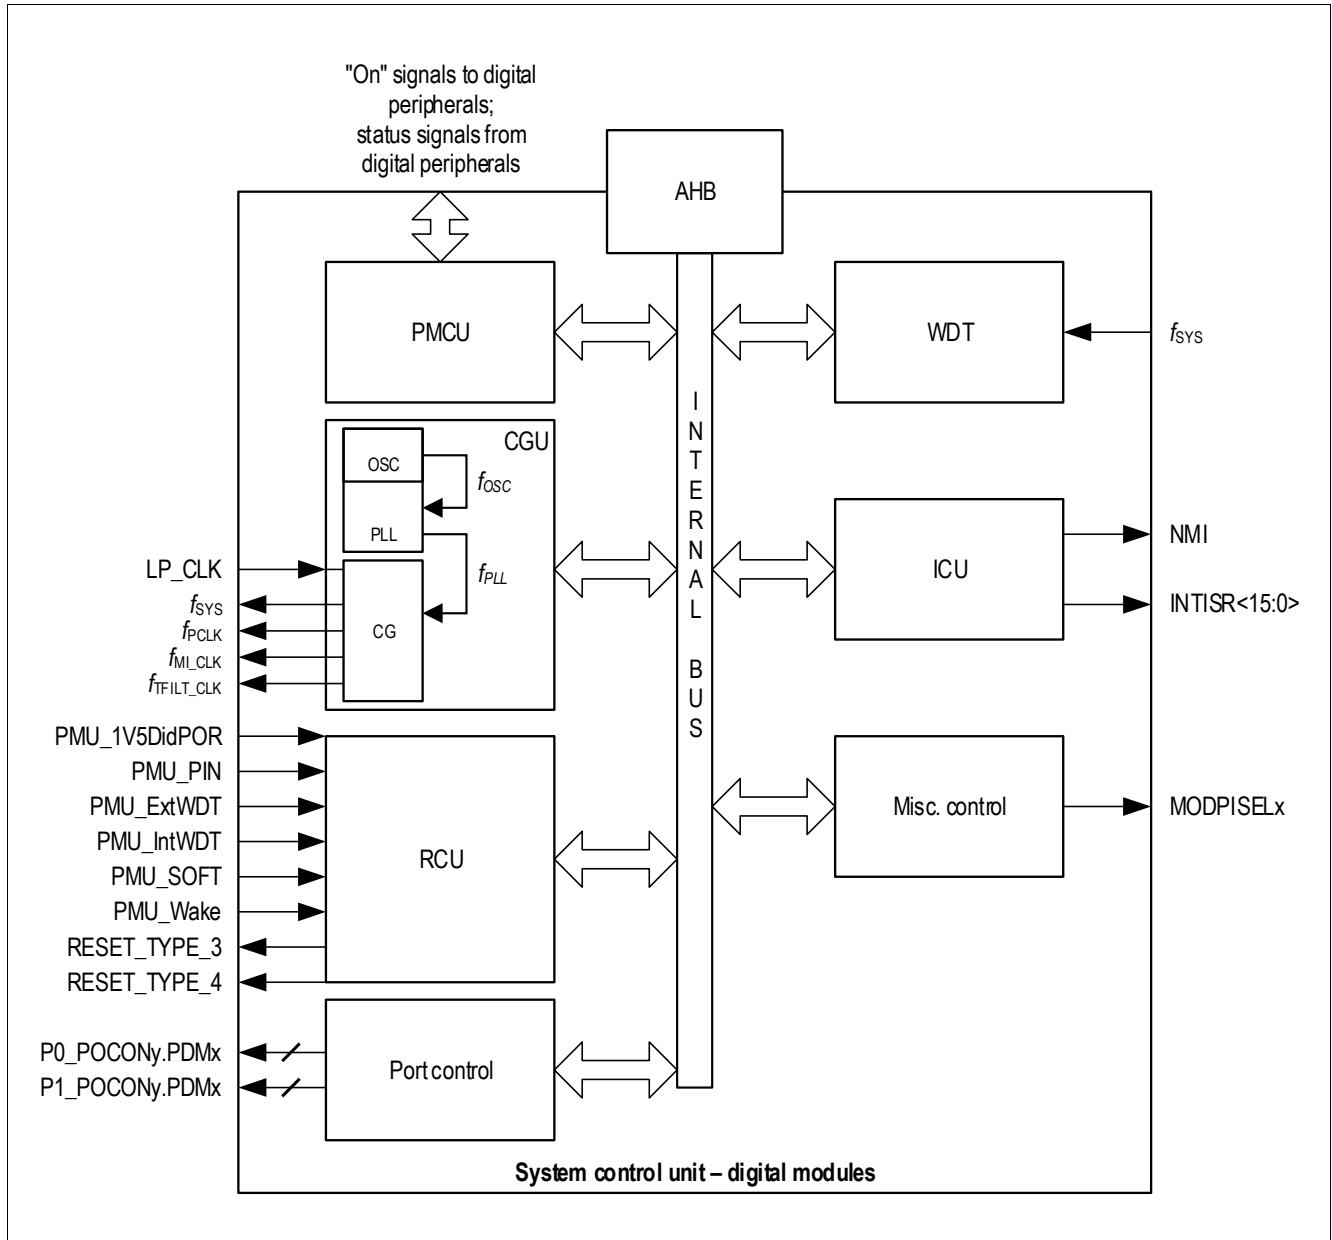 "On" signals to digital
peripherals;
status signals from
digital peripherals
AHB
PMCU
WDT
fSYS
INTERNAL BUS
CGU
OSC
fOSC
PLL
fPLL
CG
LP_CLK
fSYS
fPCLK
fMI_CLK
fTFILT_CLK
ICU
NMI
INTISR<15:0>
PMU_1V5DidPOR
PMU_PIN
PMU_ExtWDT
PMU_IntWDT
PMU_SOFT
PMU_Wake
RESET_TYPE_3
RESET_TYPE_4
RCU
Misc. control
MODPISELx
P0_POCONy.PDMx
P1_POCONy.PDMx
Port control
System control unit – digital modules